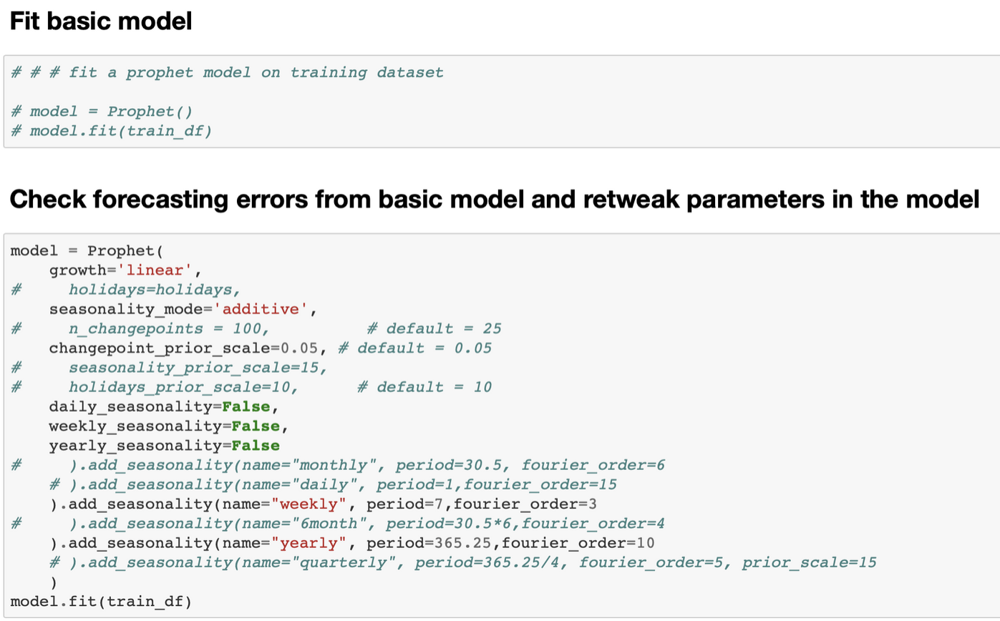 Fit basic model
# # # fit a prophet model on training dataset
# model = Prophet()
# model.fit(train_df)
Check forecasting errors from basic model and retweak parameters in the model
model = Prophet(
    growth='linear',
#     holidays=holidays,
    seasonality_mode='additive',
#     n_changepoints = 100,          # default = 25
    changepoint_prior_scale=0.05, # default = 0.05
#     seasonality_prior_scale=15,
#     holidays_prior_scale=10,      # default = 10
    daily_seasonality=False,
    weekly_seasonality=False,
    yearly_seasonality=False
#     ).add_seasonality(name="monthly", period=30.5, fourier_order=6
    # ).add_seasonality(name="daily", period=1,fourier_order=15
    ).add_seasonality(name="weekly", period=7,fourier_order=3
#     ).add_seasonality(name="6month", period=30.5*6,fourier_order=4
    ).add_seasonality(name="yearly", period=365.25,fourier_order=10
    # ).add_seasonality(name="quarterly", period=365.25/4, fourier_order=5, prior_scale=15
    )
model.fit(train_df)